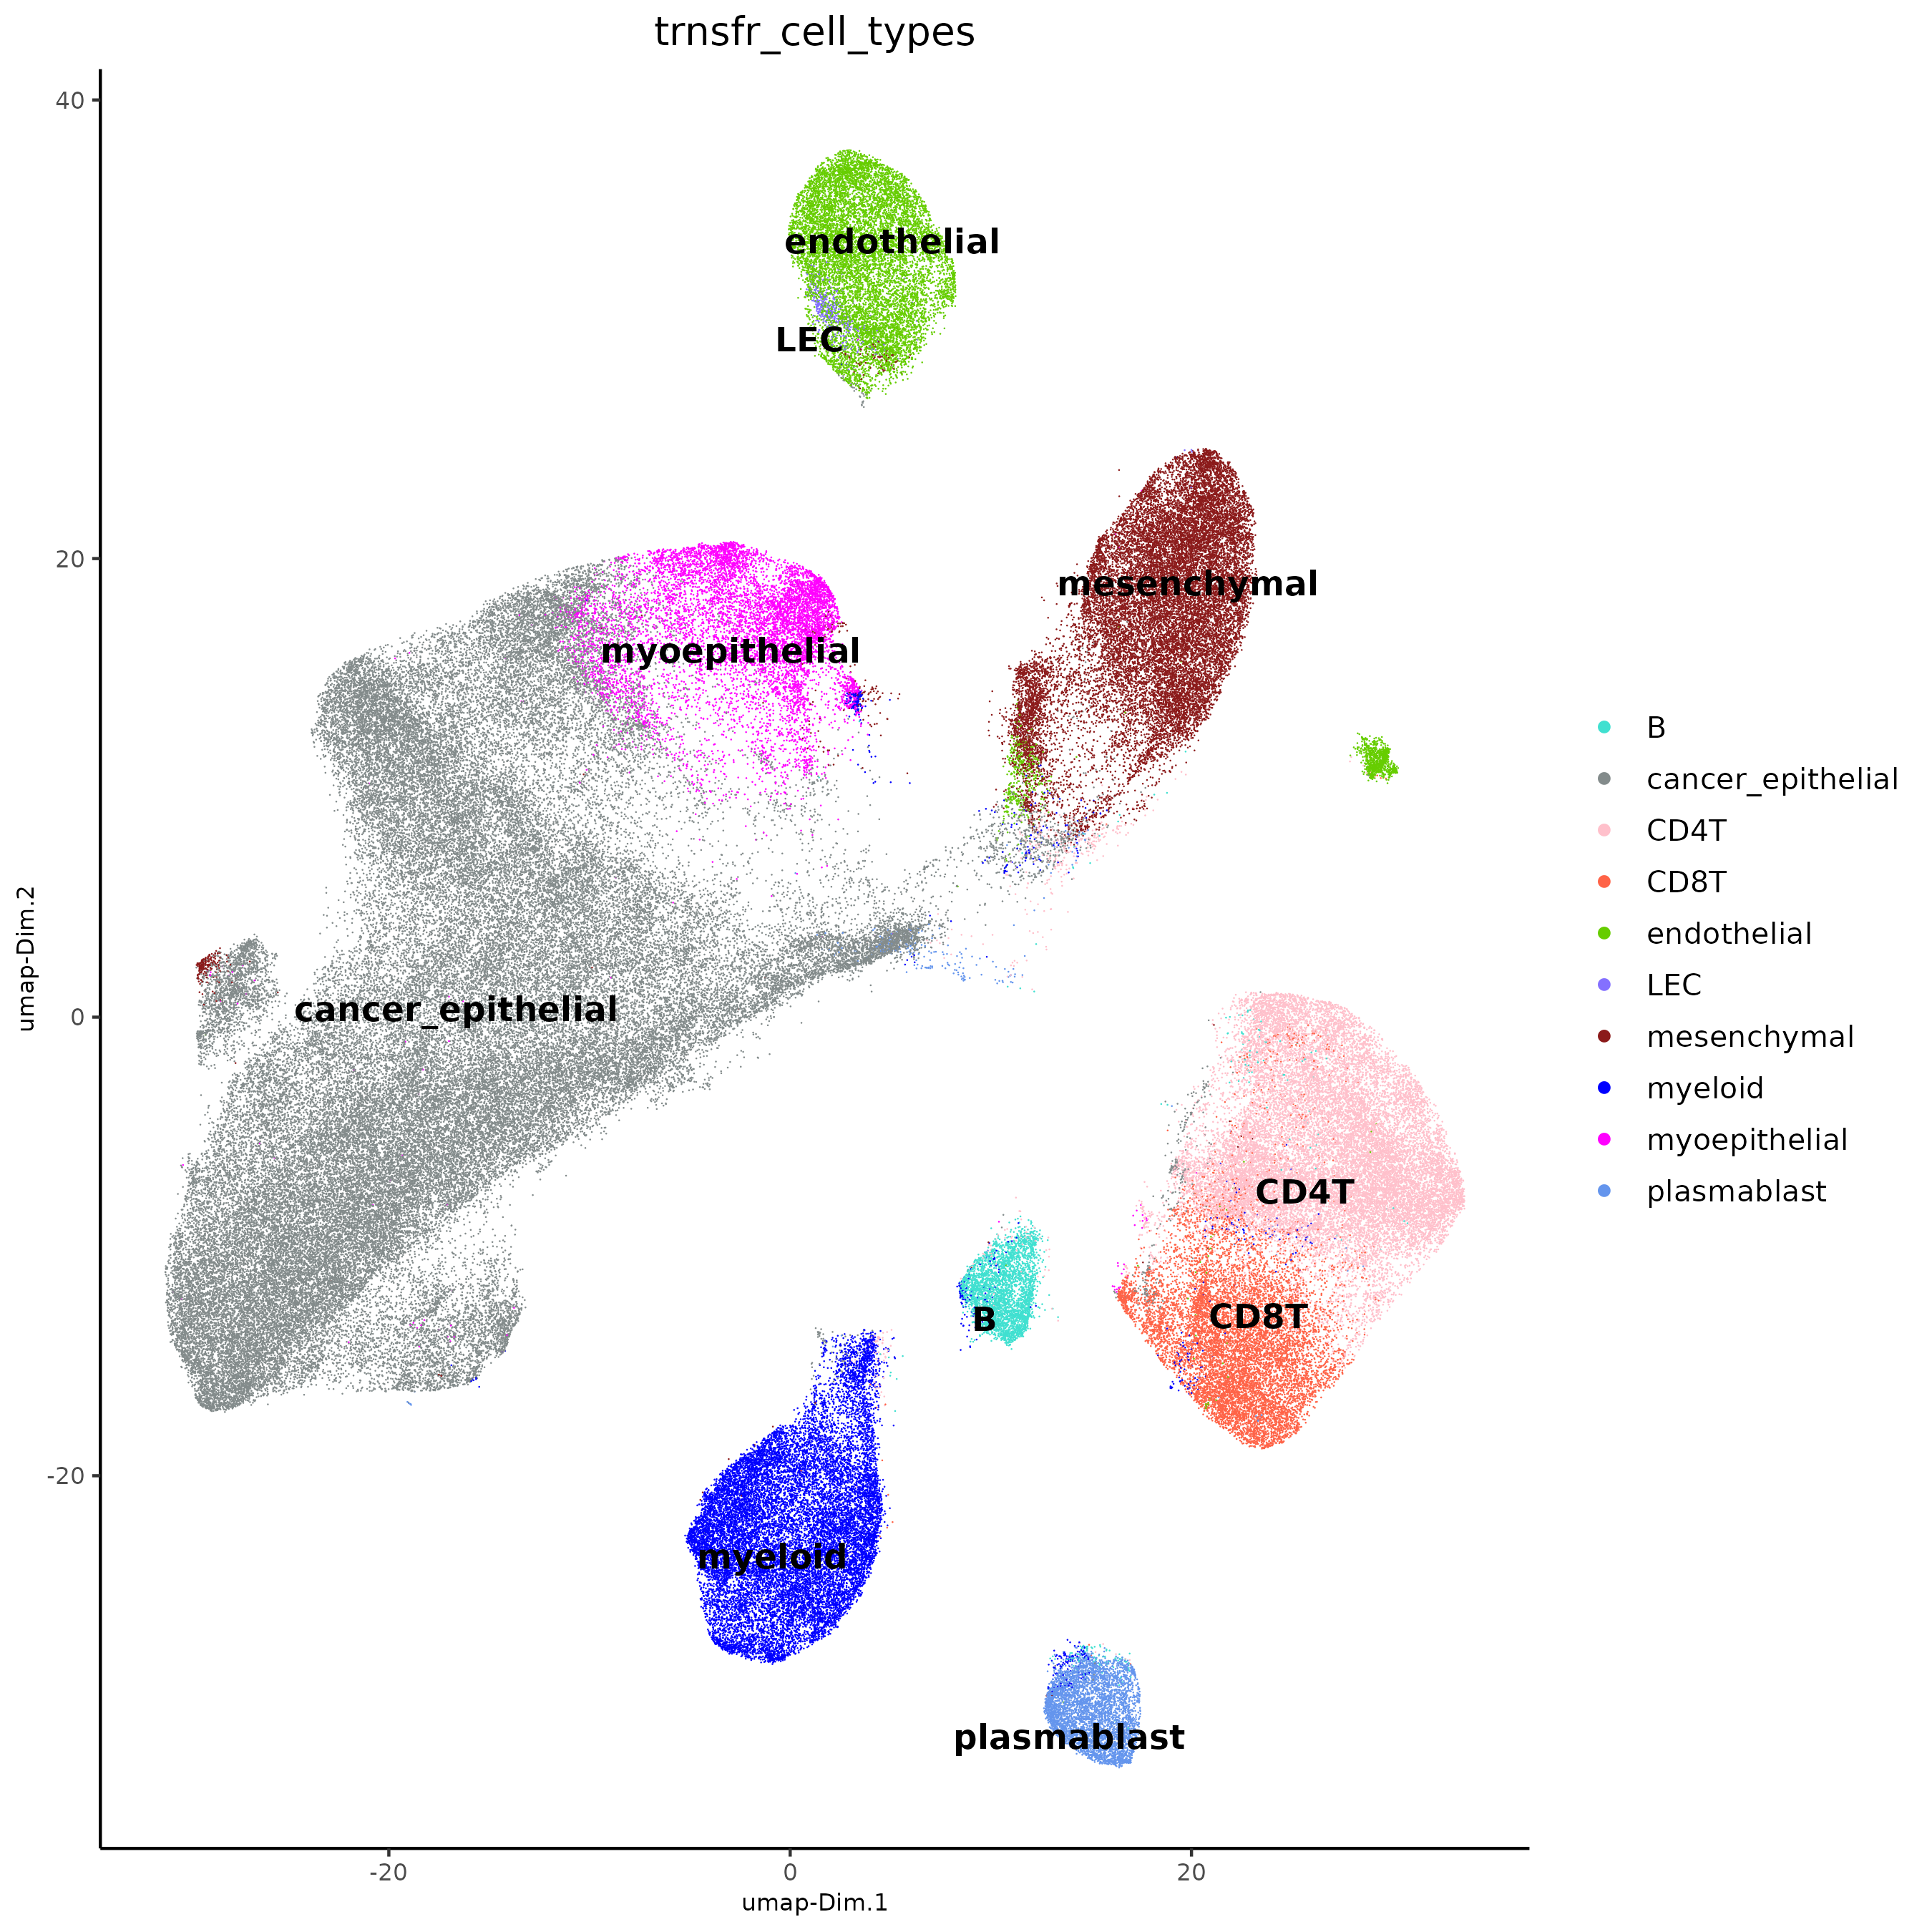 trnsfr_cell_types
40
20
0
-20
umap-Dim.2
-20
0
20
umap-Dim.1
endothelial
LEC
mesenchymal
myoepithelial
cancer_epithelial
CD4T
CD8T
B
myeloid
plasmablast
B
cancer_epithelial
CD4T
CD8T
endothelial
LEC
mesenchymal
myeloid
myoepithelial
plasmablast